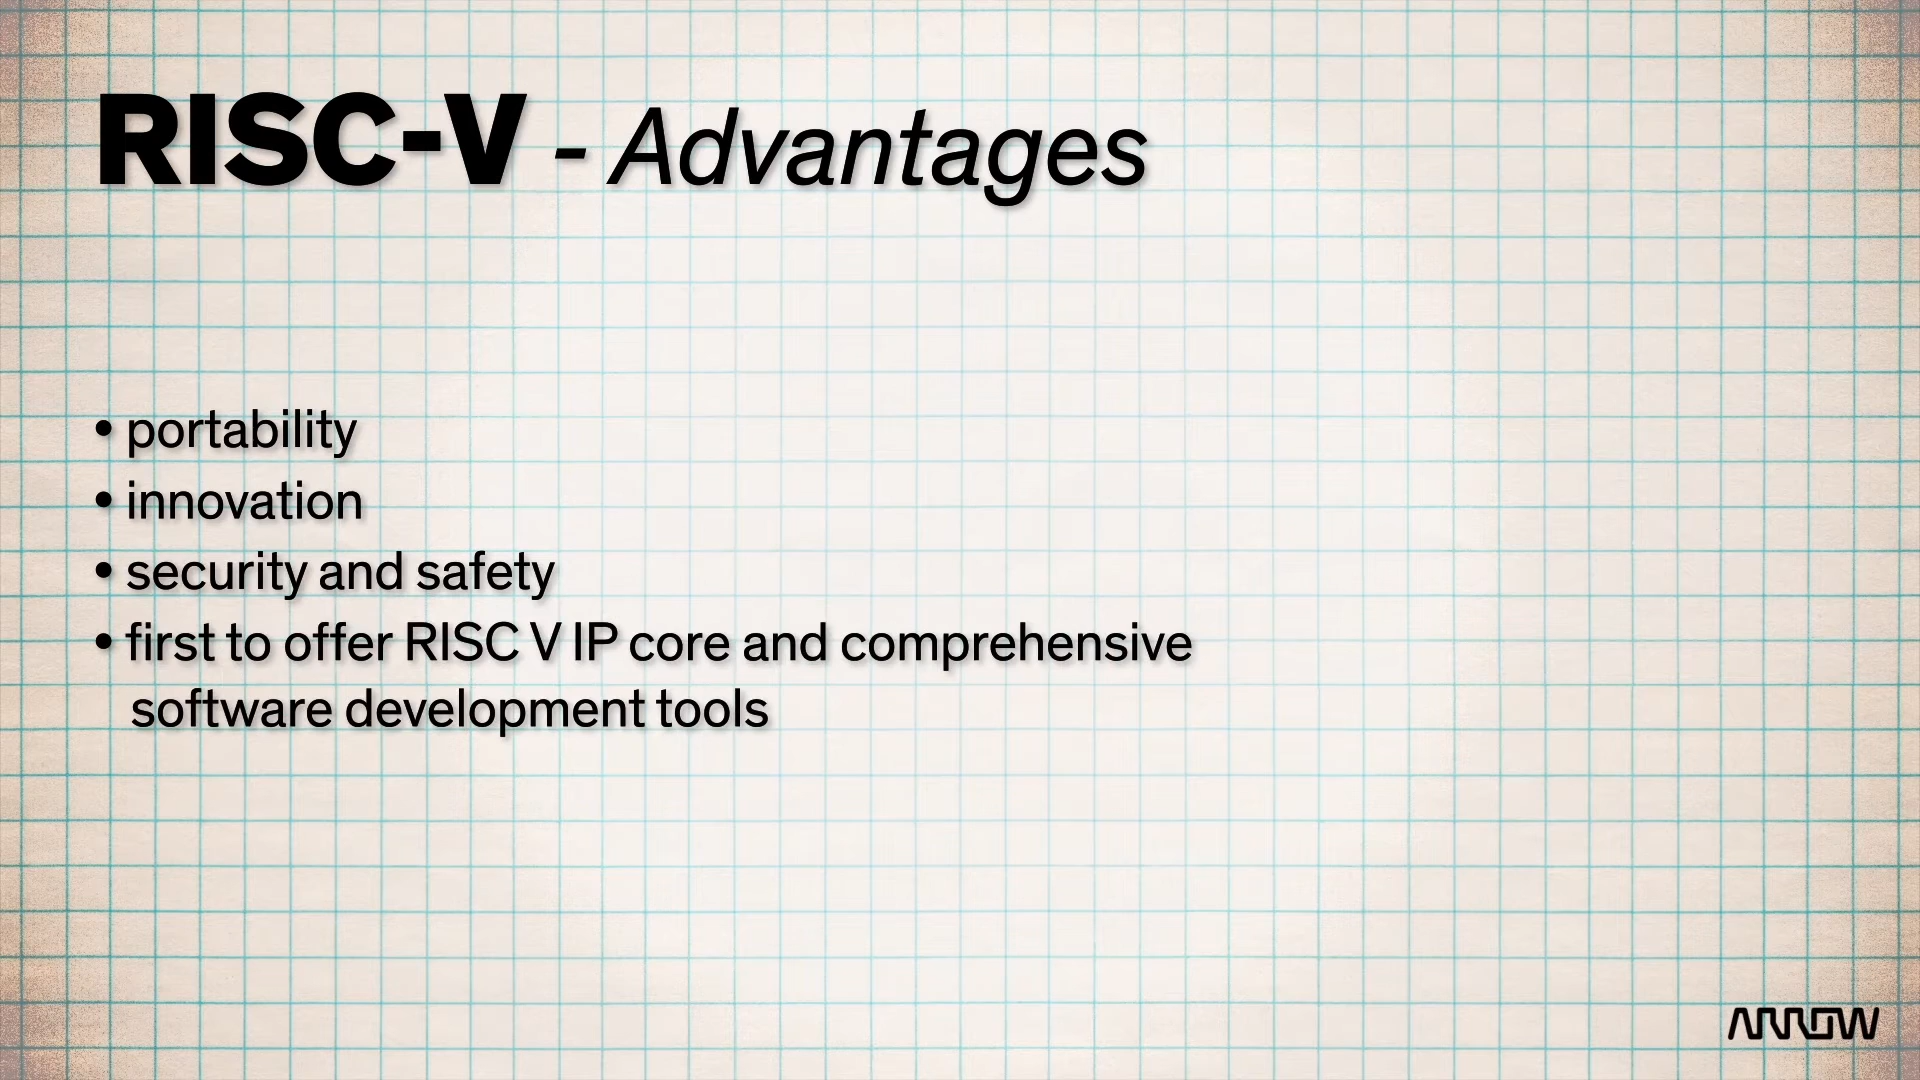 RISC-V - Advantages
• portability
• innovation
• security and safety
• first to offer RISC V IP core and comprehensive
software development tools
ARROW